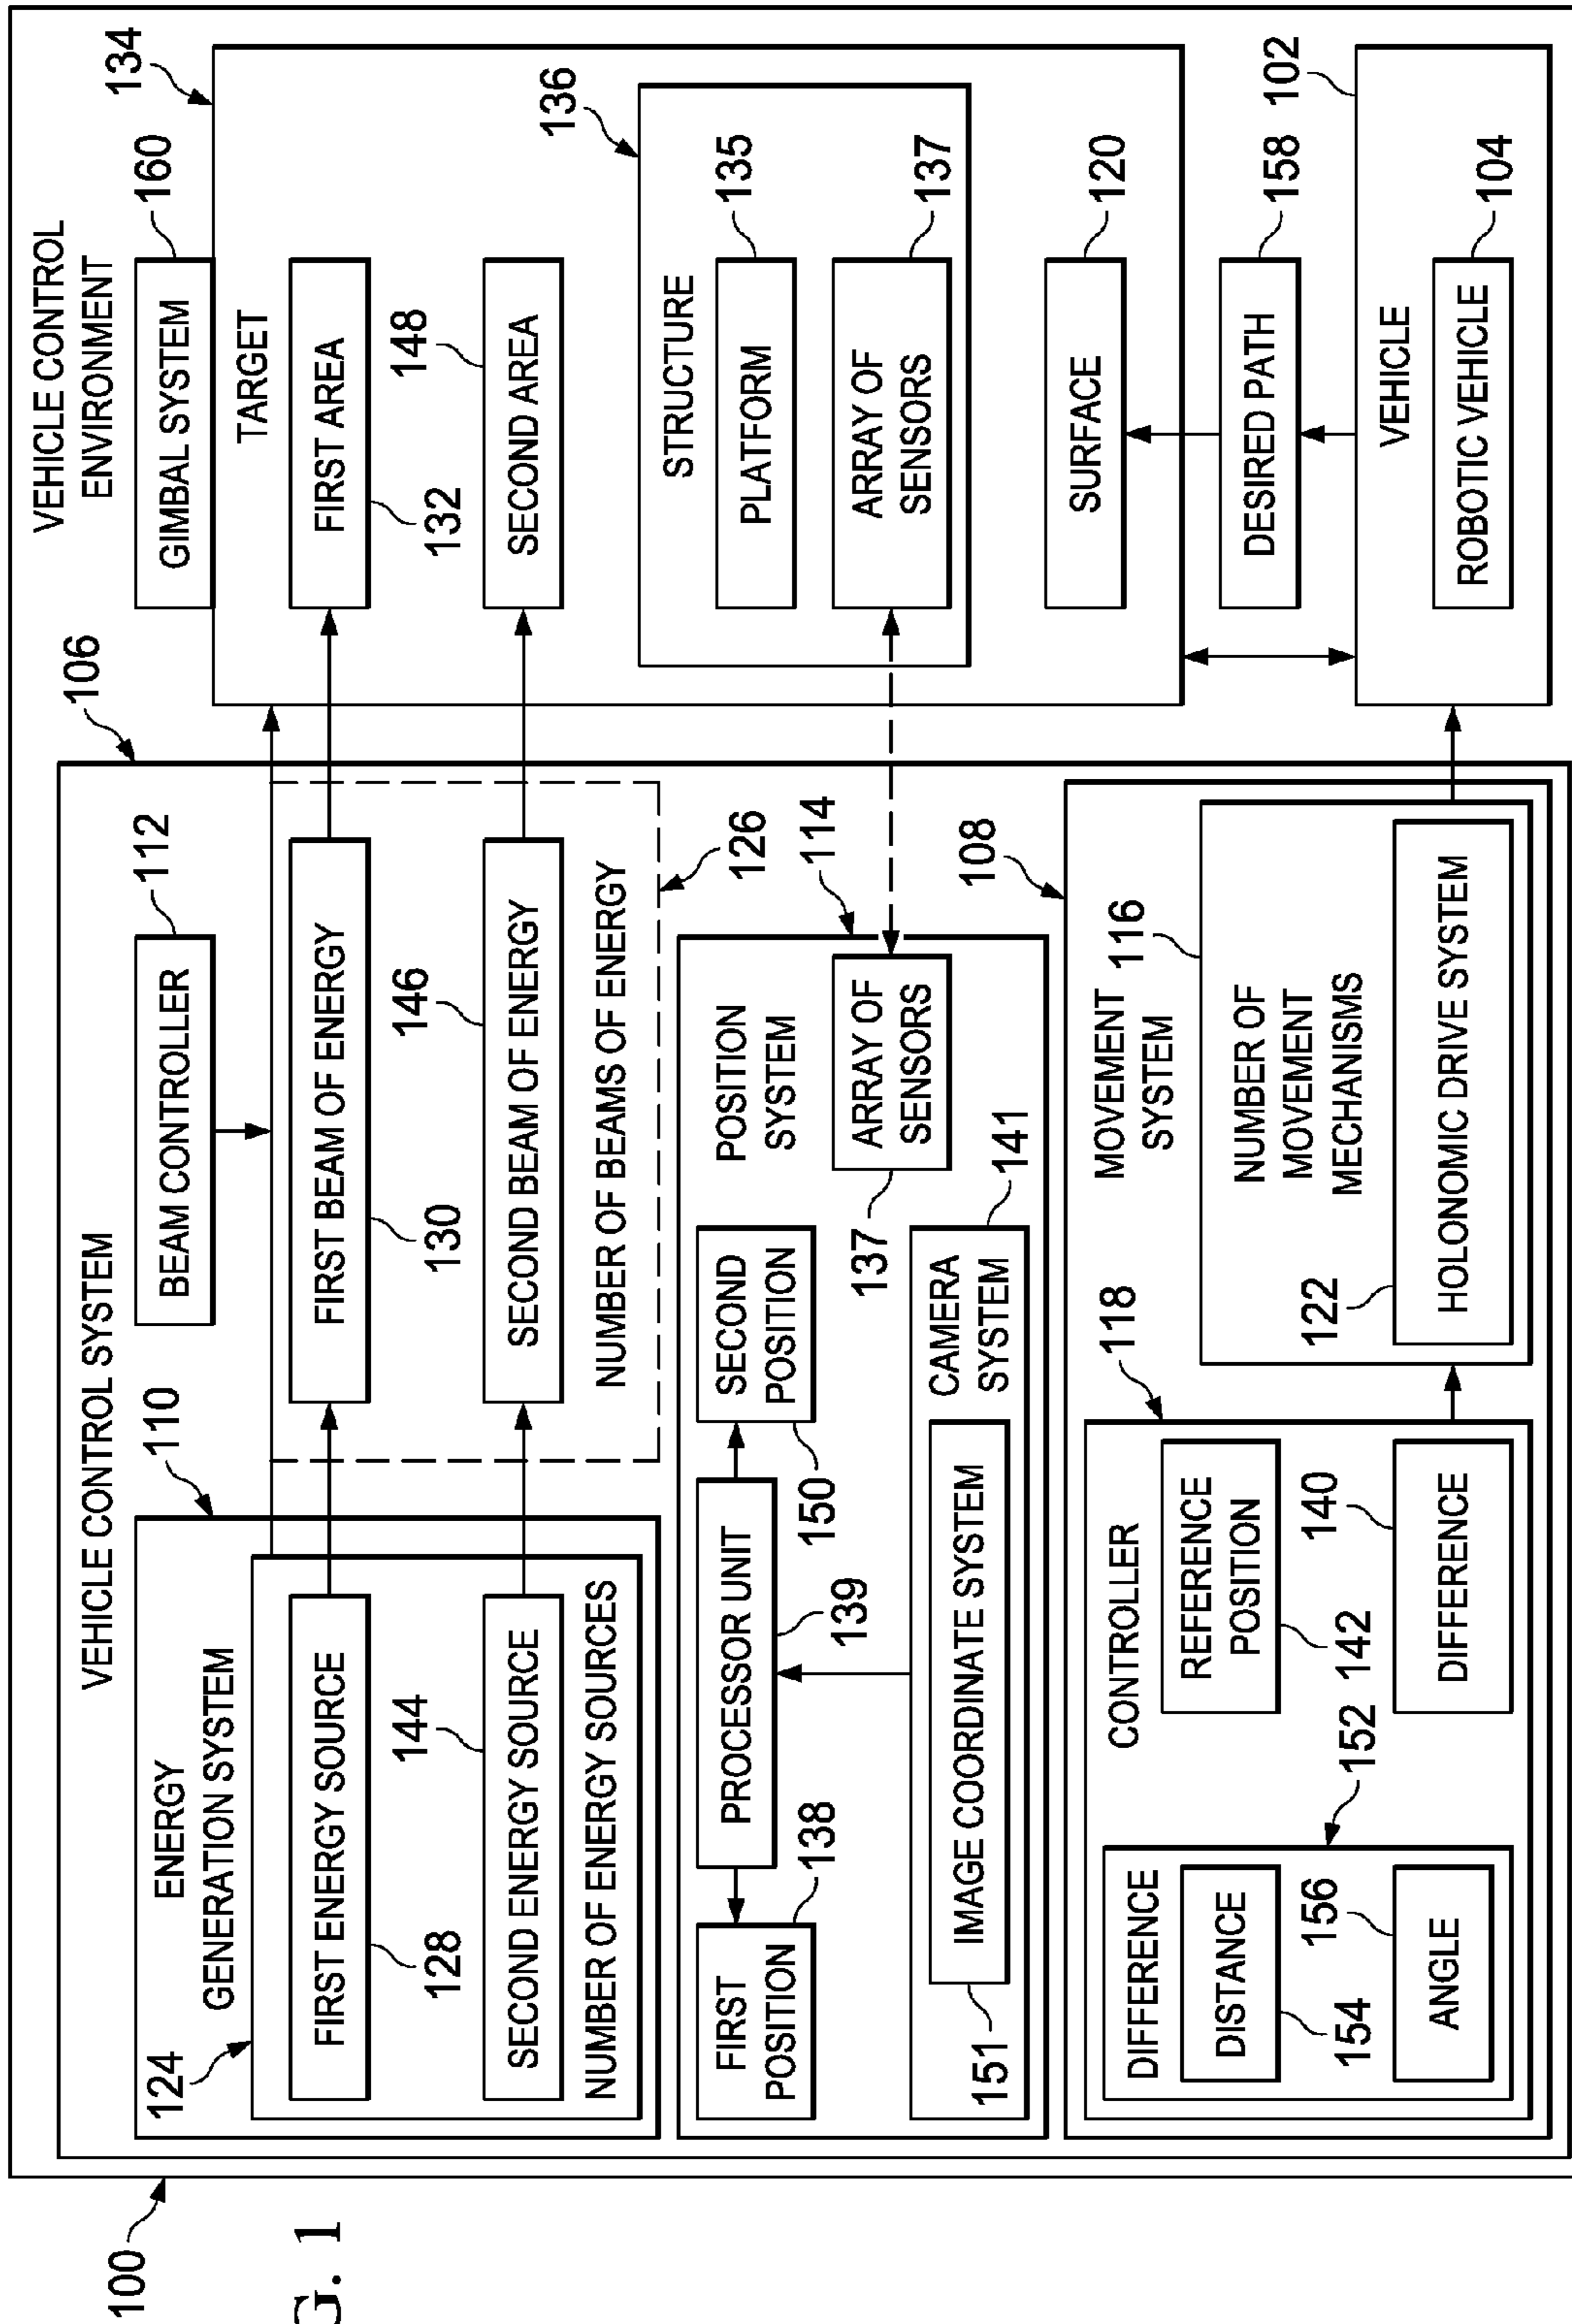 100
VEHICLE CONTROL
ENVIRONMENT
VEHICLE CONTROL SYSTEM
106
110
ENERGY
GENERATION SYSTEM
124
FIRST ENERGY SOURCE
128
144
SECOND ENERGY SOURCE
NUMBER OF ENERGY SOURCES
BEAM CONTROLLER
112
FIRST BEAM OF ENERGY
130
146
SECOND BEAM OF ENERGY
NUMBER OF BEAMS OF ENERGY
126
GIMBAL SYSTEM
160
134
TARGET
FIRST AREA
132
148
SECOND AREA
136
STRUCTURE
PLATFORM
135
ARRAY OF
SENSORS
137
SURFACE
120
DESIRED PATH
158
102
VEHICLE
ROBOTIC VEHICLE
104
114
POSITION
SYSTEM
FIRST
POSITION
138
PROCESSOR UNIT
139
SECOND
POSITION
150
ARRAY OF
SENSORS
137
CAMERA
SYSTEM
141
IMAGE COORDINATE SYSTEM
151
108
MOVEMENT
SYSTEM
118
CONTROLLER
DIFFERENCE
152
DISTANCE
154
156
ANGLE
REFERENCE
POSITION
142
140
DIFFERENCE
116
NUMBER OF
MOVEMENT
MECHANISMS
122
HOLONOMIC DRIVE SYSTEM
G. 1